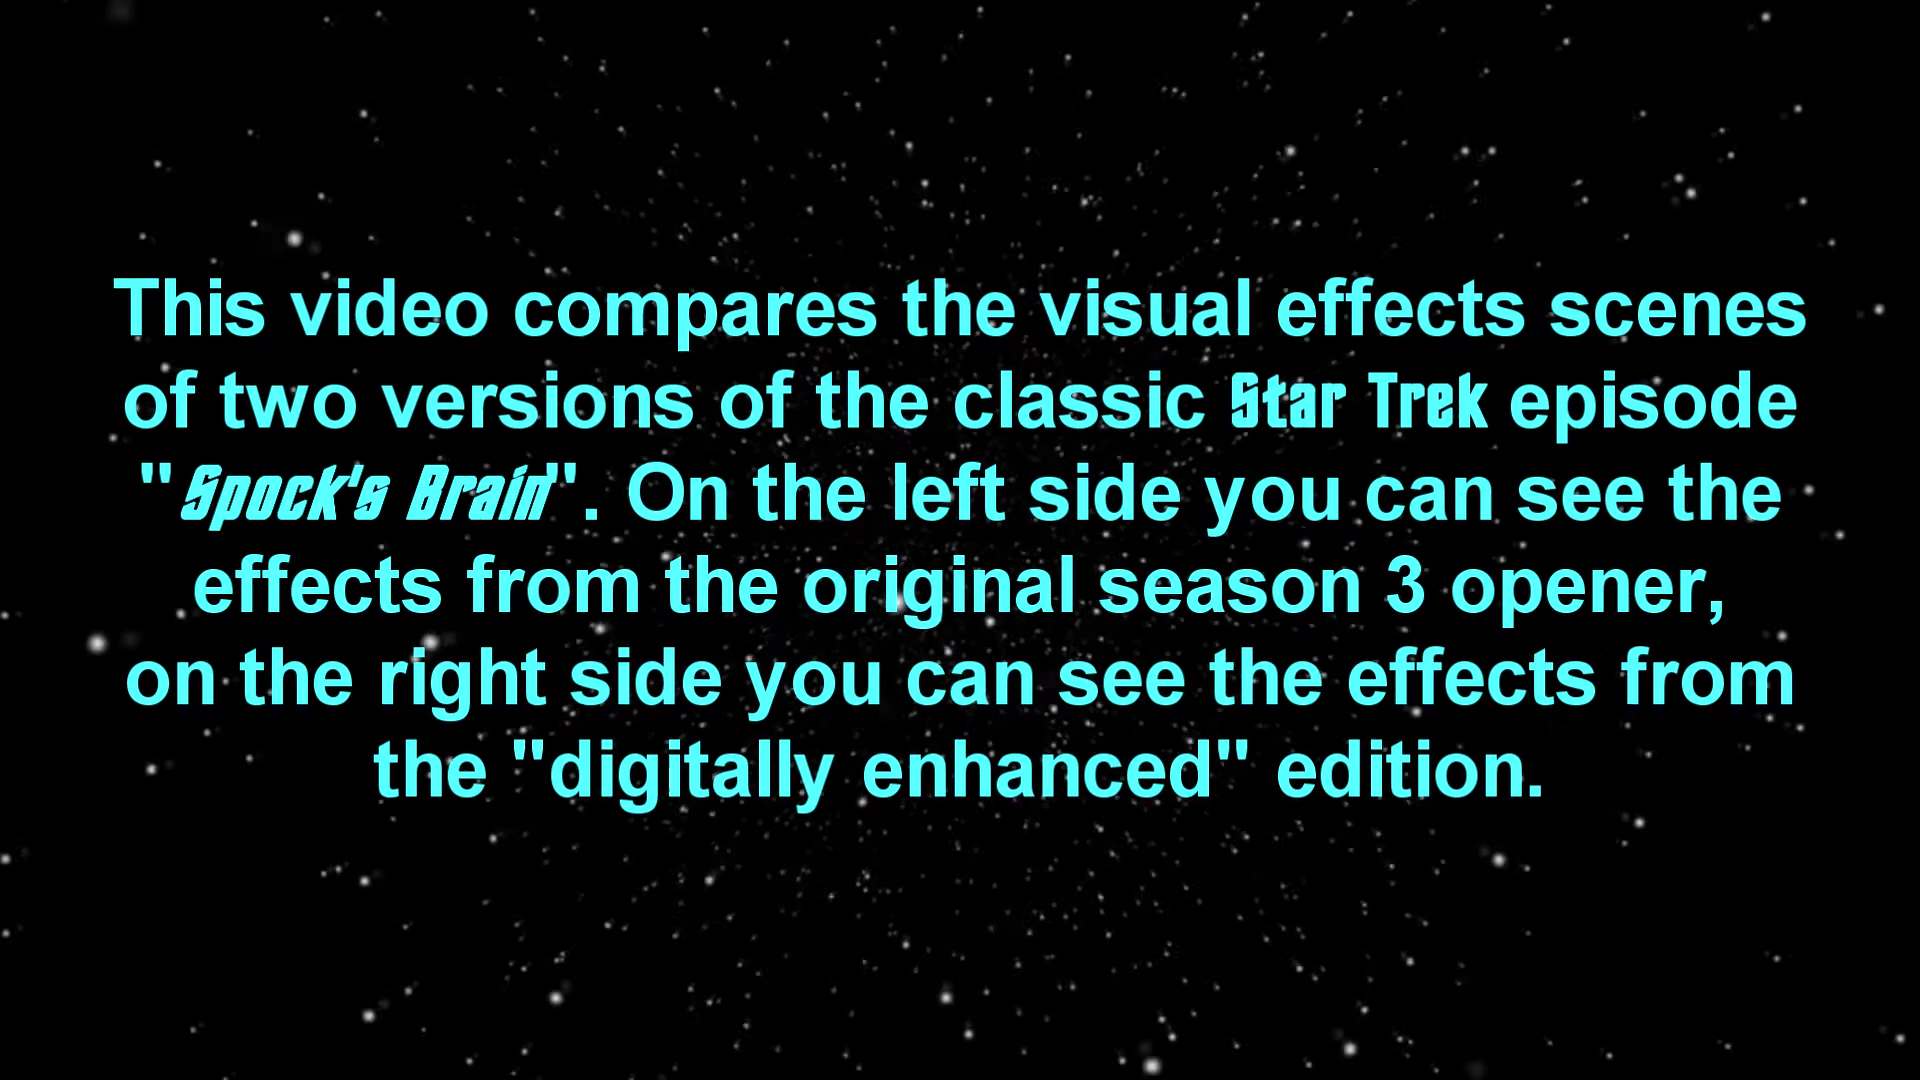 This video compares the visual effects scenes
of two versions of the classic Star Trek episode
"Spock's Brain". On the left side you can see the
effects from the original season 3 opener,
on the right side you can see the effects from
the "digitally enhanced" edition.